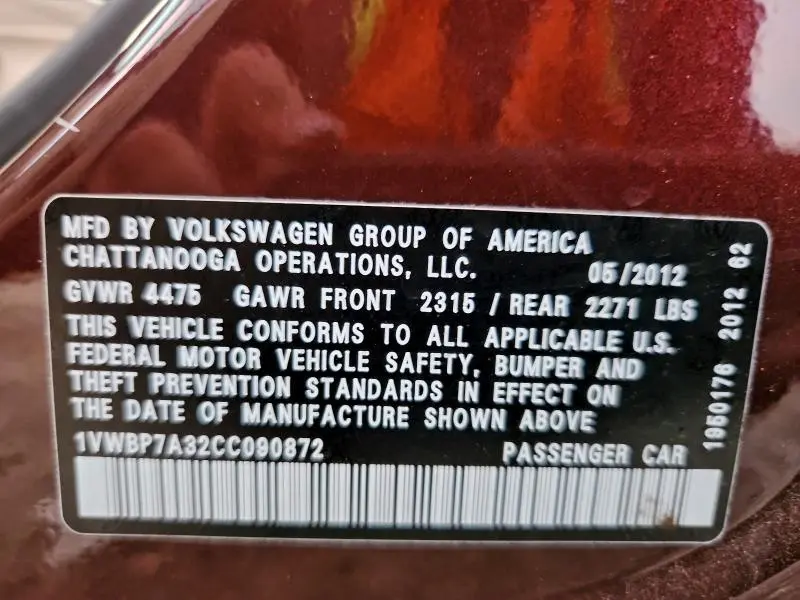 MFD BY VOLKSWAGEN GROUP OF AMERICA
CHATTANOOGA OPERATIONS, LLC. 05/2012
GVWR 4475 GAWR FRONT 2315 / REAR 2271 LBS
THIS VEHICLE CONFORMS TO ALL APPLICABLE U.S.
FEDERAL MOTOR VEHICLE SAFETY, BUMPER AND
THEFT PREVENTION STANDARDS IN EFFECT ON
THE DATE OF MANUFACTURE SHOWN ABOVE
1VWBP7A32CC090872 PASSENGER CAR
1950176 2012 62